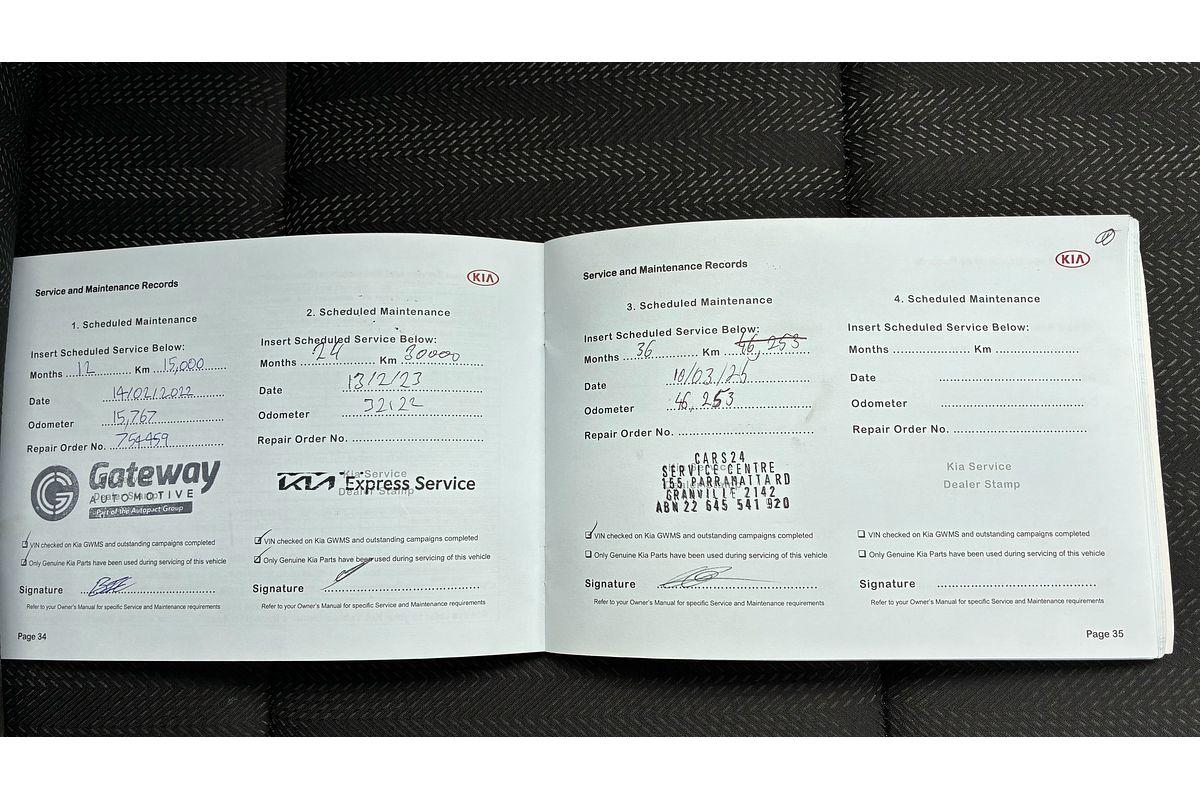 Service and Maintenance Records
KIA
1. Scheduled Maintenance
Insert Scheduled Service Below:
Months 12 Km 15,000
Date 14/02/2022
Odometer 15,767
Repair Order No. 754459
Gateway
AUTOMOTIVE
Part of the Autopact Group
VIN checked on Kia GWMS and outstanding campaigns completed
Only Genuine Kia Parts have been used during servicing of this vehicle
Signature
Refer to your Owner's Manual for specific Service and Maintenance requirements
Page 34
2. Scheduled Maintenance
Insert Scheduled Service Below:
Months 24 Km 30000
Date 13/2/23
Odometer 32122
Repair Order No.
Kia Service
Dealer Stamp
KIA Express Service
VIN checked on Kia GWMS and outstanding campaigns completed
Only Genuine Kia Parts have been used during servicing of this vehicle
Signature
Refer to your Owner's Manual for specific Service and Maintenance requirements
Service and Maintenance Records
KIA
3. Scheduled Maintenance
Insert Scheduled Service Below:
Months 36 Km 46,253
Date 10/03/25
Odometer 46,253
Repair Order No.
CARS24
SERVICE CENTRE
155 PARRAMATTA RD
GRANVILLE 2142
ABN 22 645 541 920
VIN checked on Kia GWMS and outstanding campaigns completed
Only Genuine Kia Parts have been used during servicing of this vehicle
Signature
Refer to your Owner's Manual for specific Service and Maintenance requirements
4. Scheduled Maintenance
Insert Scheduled Service Below:
Months Km
Date
Odometer
Repair Order No.
Kia Service
Dealer Stamp
VIN checked on Kia GWMS and outstanding campaigns completed
Only Genuine Kia Parts have been used during servicing of this vehicle
Signature
Refer to your Owner's Manual for specific Service and Maintenance requirements
Page 35